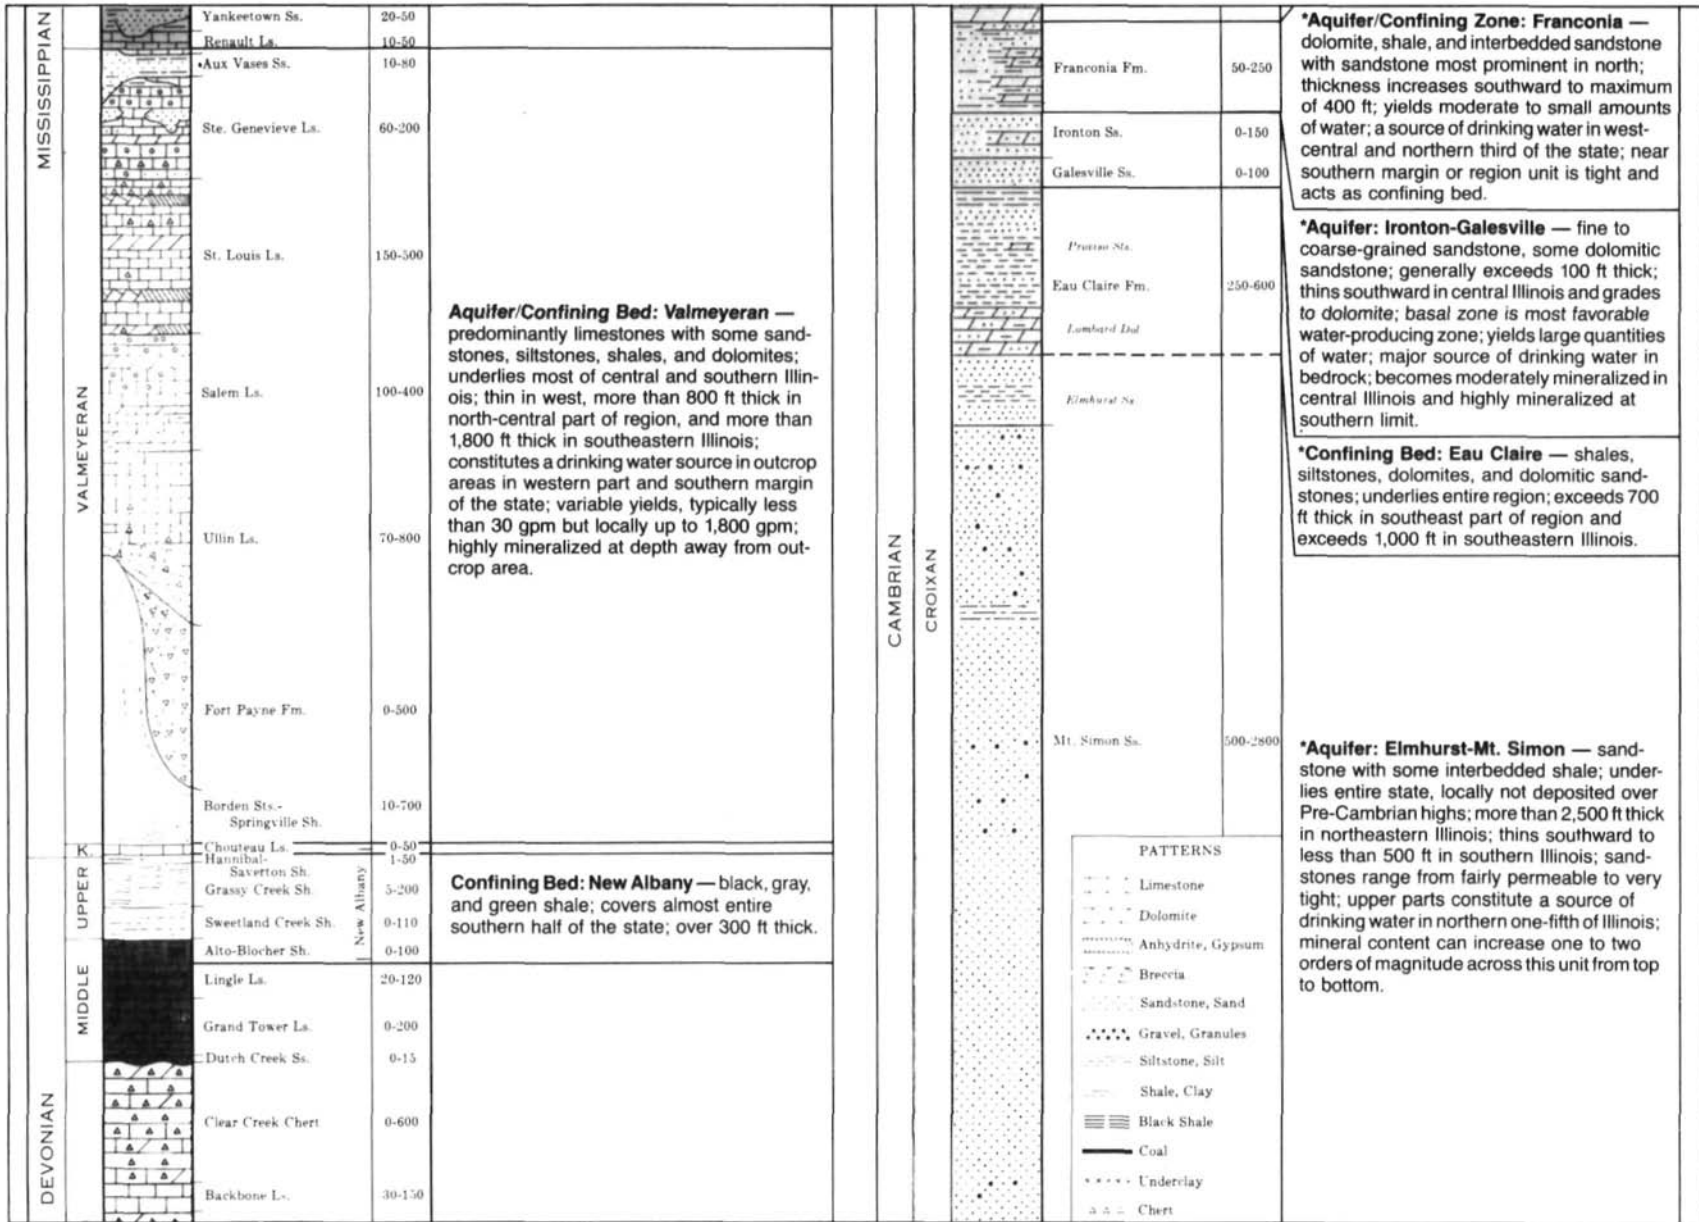 MISSISSIPPIAN
VALMEYERAN
K.
UPPER
MIDDLE
DEVONIAN
Yankeetown Ss. 20-50
Renault Ls. 10-50
Aux Vases Ss. 10-80
Ste. Genevieve Ls. 60-200
St. Louis Ls. 150-500
Salem Ls. 100-400
Ullin Ls. 70-800
Fort Payne Fm. 0-500
Borden Sts.-
Springville Sh. 10-700
Chouteau Ls. 0-50
Hannibal-
Saverton Sh. 1-50
Grassy Creek Sh. 5-200
Sweetland Creek Sh. 0-110
Alto-Blocher Sh. 0-100
New Albany
Lingle Ls. 20-120
Grand Tower Ls. 0-200
Dutch Creek Ss. 0-15
Clear Creek Chert 0-600
Backbone Ls. 30-150
Aquifer/Confining Bed: Valmeyeran —
predominantly limestones with some sand-
stones, siltstones, shales, and dolomites;
underlies most of central and southern Illin-
ois; thin in west, more than 800 ft thick in
north-central part of region, and more than
1,800 ft thick in southeastern Illinois;
constitutes a drinking water source in outcrop
areas in western part and southern margin
of the state; variable yields, typically less
than 30 gpm but locally up to 1,800 gpm;
highly mineralized at depth away from out-
crop area.
Confining Bed: New Albany — black, gray,
and green shale; covers almost entire
southern half of the state; over 300 ft thick.
CAMBRIAN
CROIXAN
Franconia Fm. 50-250
Ironton Ss. 0-150
Galesville Ss. 0-100
Proviso Sts.
Eau Claire Fm. 250-600
Lombard Dol
Elmhurst Ss
Mt. Simon Ss. 500-2800
PATTERNS
Limestone
Dolomite
Anhydrite, Gypsum
Breccia
Sandstone, Sand
Gravel, Granules
Siltstone, Silt
Shale, Clay
Black Shale
Coal
Underclay
Chert
*Aquifer/Confining Zone: Franconia —
dolomite, shale, and interbedded sandstone
with sandstone most prominent in north;
thickness increases southward to maximum
of 400 ft; yields moderate to small amounts
of water; a source of drinking water in west-
central and northern third of the state; near
southern margin or region unit is tight and
acts as confining bed.
*Aquifer: Ironton-Galesville — fine to
coarse-grained sandstone, some dolomitic
sandstone; generally exceeds 100 ft thick;
thins southward in central Illinois and grades
to dolomite; basal zone is most favorable
water-producing zone; yields large quantities
of water; major source of drinking water in
bedrock; becomes moderately mineralized in
central Illinois and highly mineralized at
southern limit.
*Confining Bed: Eau Claire — shales,
siltstones, dolomites, and dolomitic sand-
stones; underlies entire region; exceeds 700
ft thick in southeast part of region and
exceeds 1,000 ft in southeastern Illinois.
*Aquifer: Elmhurst-Mt. Simon — sand-
stone with some interbedded shale; under-
lies entire state, locally not deposited over
Pre-Cambrian highs; more than 2,500 ft thick
in northeastern Illinois; thins southward to
less than 500 ft in southern Illinois; sand-
stones range from fairly permeable to very
tight; upper parts constitute a source of
drinking water in northern one-fifth of Illinois;
mineral content can increase one to two
orders of magnitude across this unit from top
to bottom.